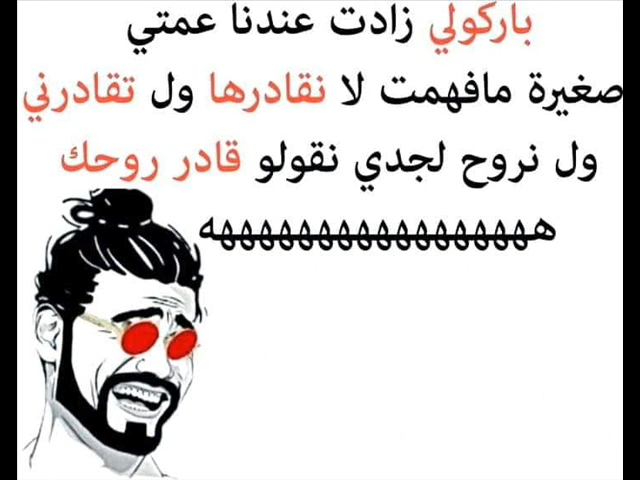 باركولي زادت عندنا عمتي
صغيرة مافهمت لا نقادرها ول تقادرني
ول نروح لجدي نقولو قادر روحك
هههههههههههههههههه